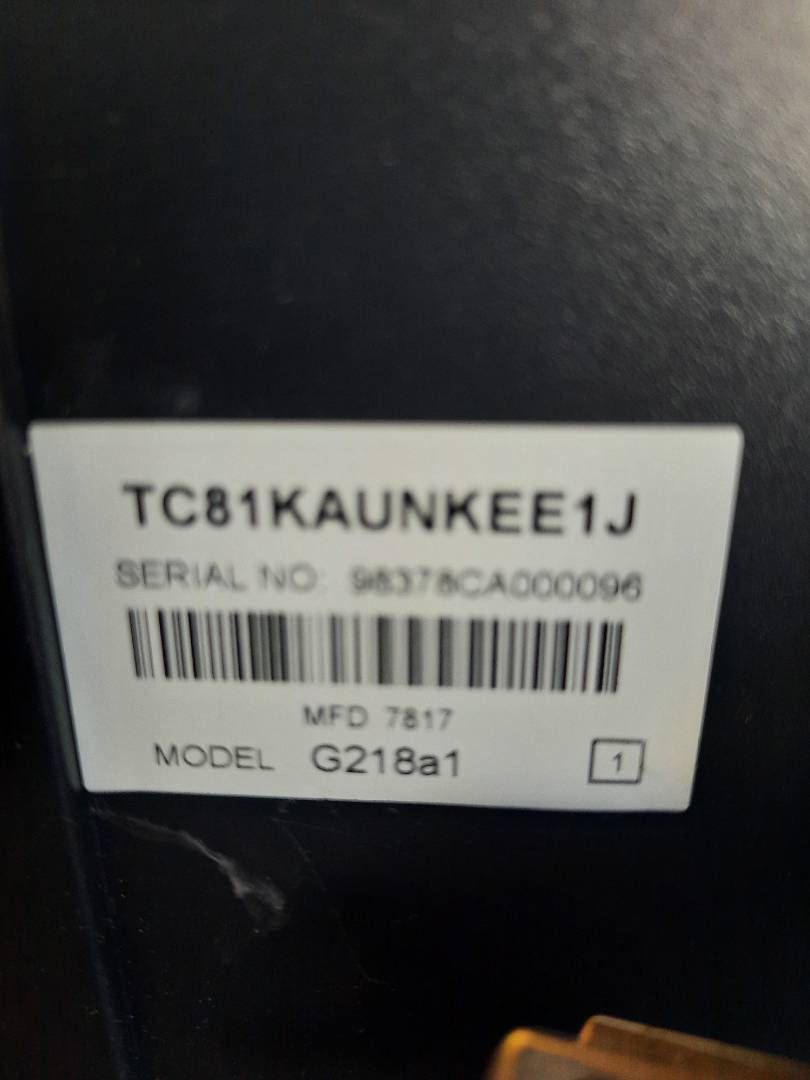 TC81KAUNKEE1J
SERIAL NO: 98378CA000096
MFD 7817
MODEL G218a1
1